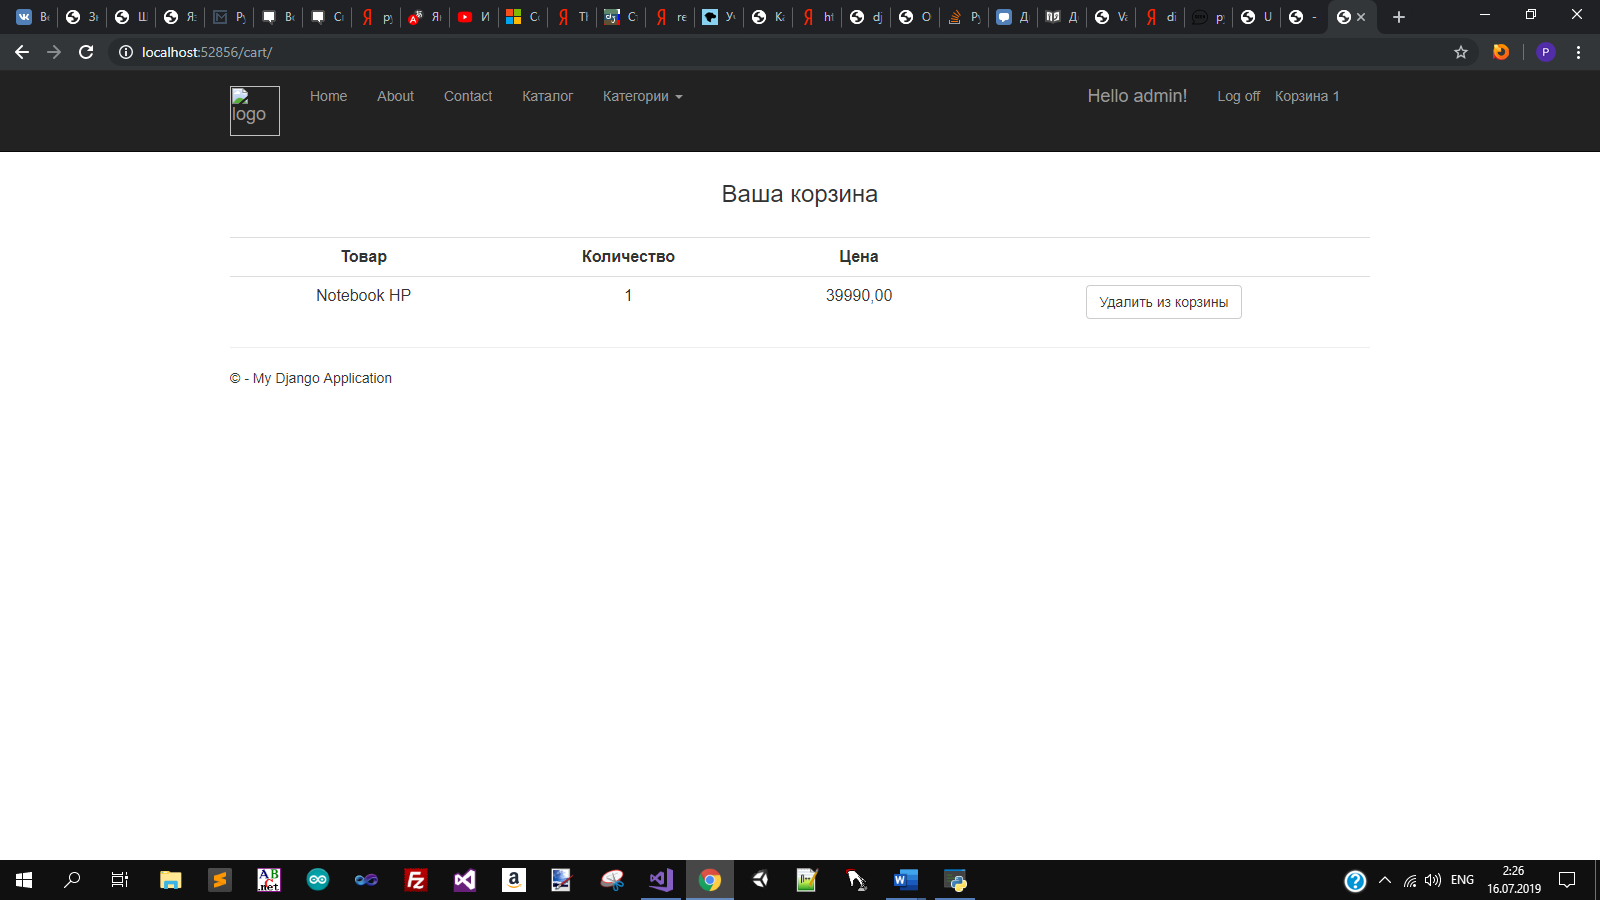 localhost:52856/cart/
logo
Home About Contact Каталог Категории
Hello admin! Log off Корзина 1
Ваша корзина
Товар Количество Цена
Notebook HP 1 39990,00 Удалить из корзины
© - My Django Application
ENG
2:26
16.07.2019